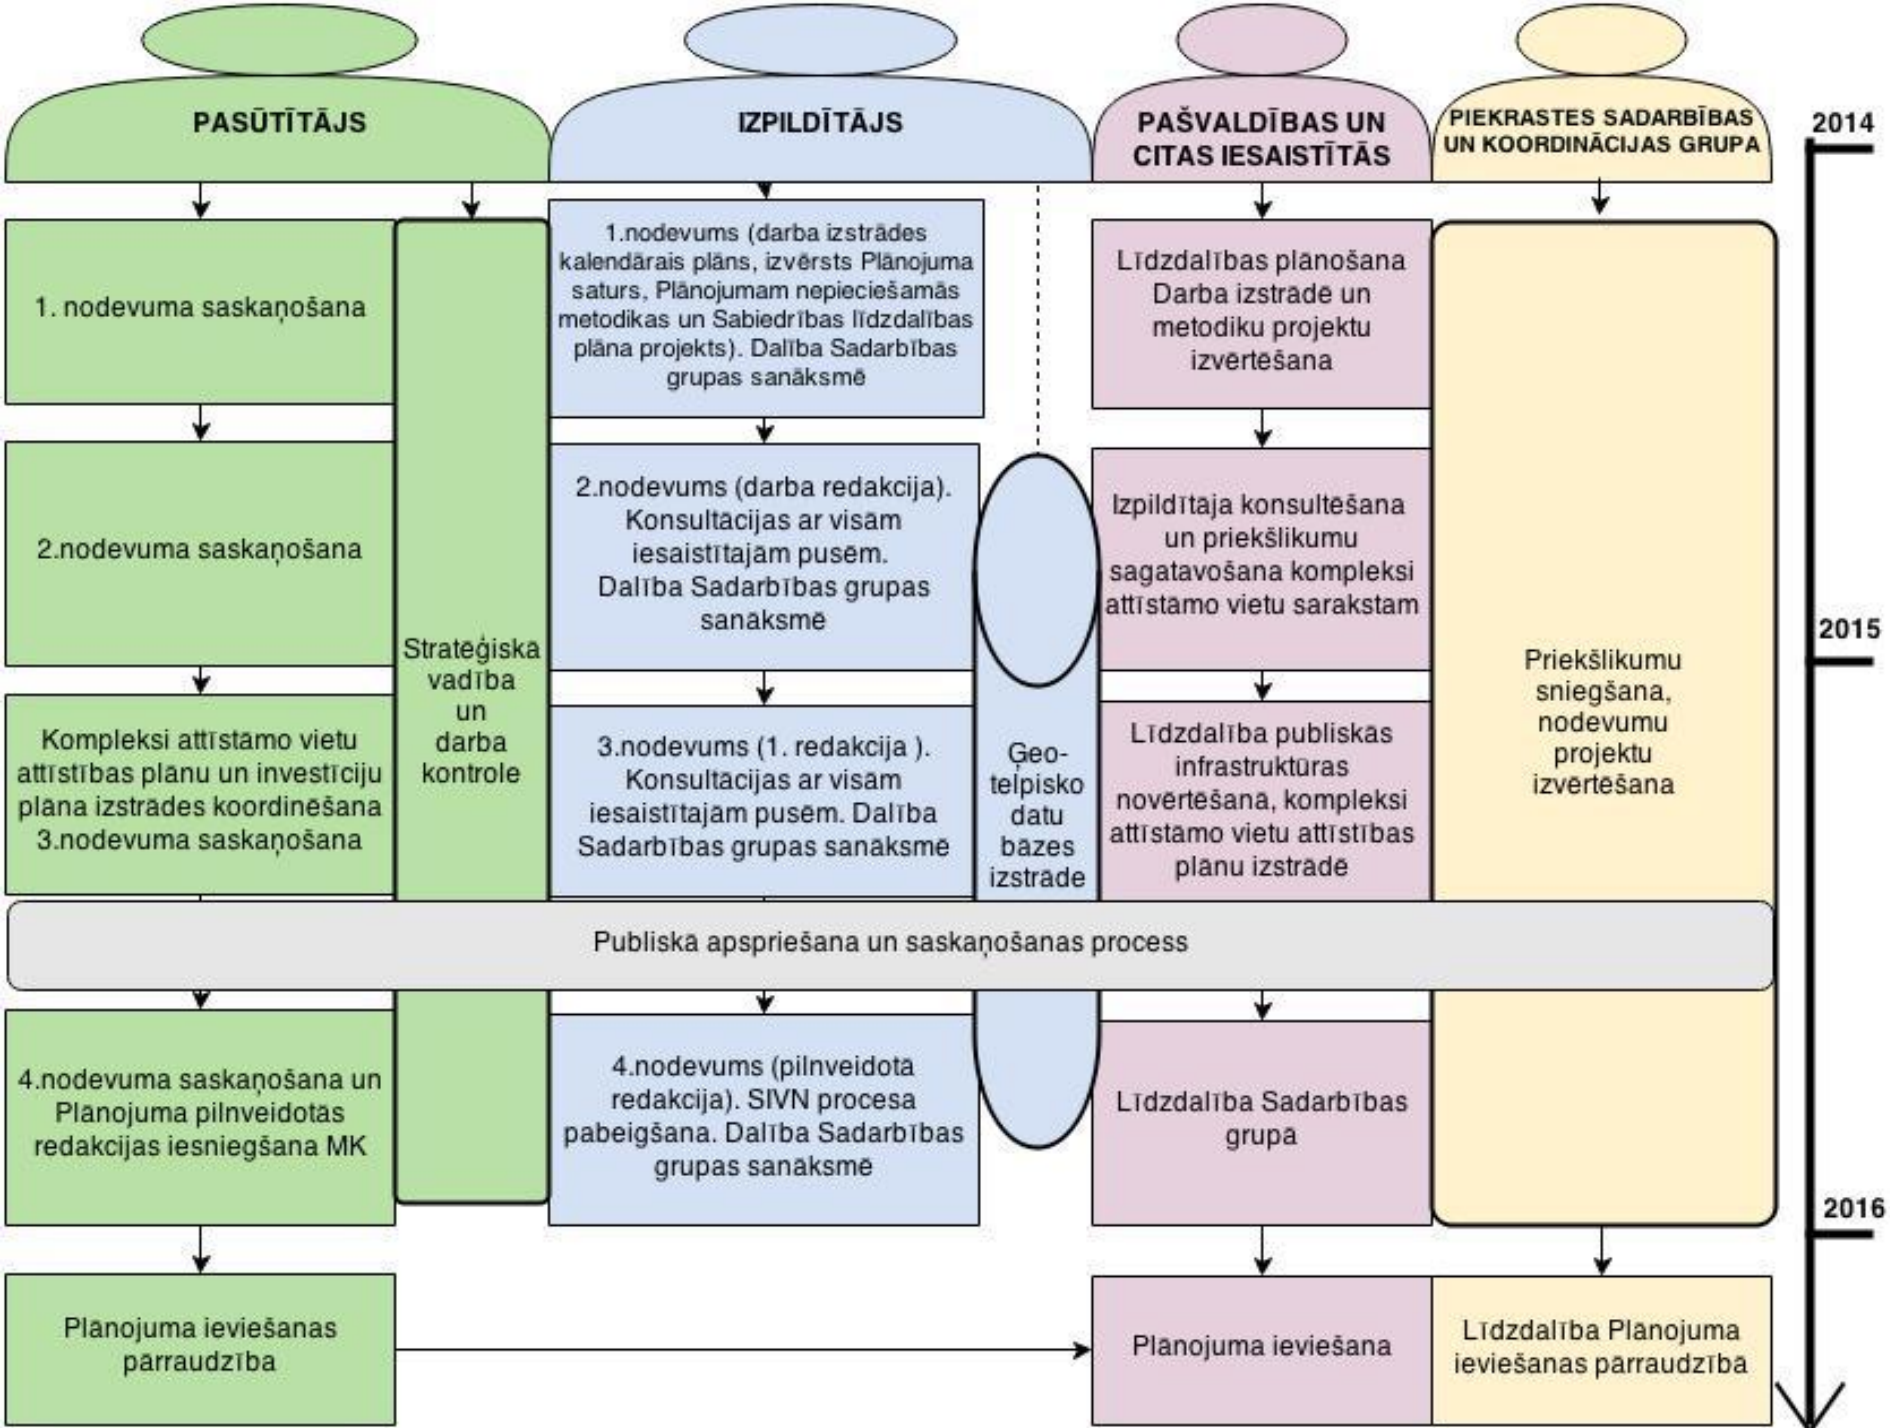 PASŪTĪTĀJS
IZPILDĪTĀJS
PAŠVALDĪBAS UN
CITAS IESAISTĪTĀS
PIEKRASTES SADARBĪBAS
UN KOORDINĀCIJAS GRUPA
2014
1. nodevuma saskaņošana
1.nodevums (darba izstrādes
kalendārais plāns, izvērsts Plānojuma
saturs, Plānojumam nepieciešamās
metodikas un Sabiedrības līdzdalības
plāna projekts). Dalība Sadarbības
grupas sanāksmē
Līdzdalības plānošana
Darba izstrādē un
metodiku projektu
izvērtēšana
2.nodevuma saskaņošana
2.nodevums (darba redakcija).
Konsultācijas ar visām
iesaistītajām pusēm.
Dalība Sadarbības grupas
sanāksmē
Izpildītāja konsultēšana
un priekšlikumu
sagatavošana kompleksi
attīstāmo vietu sarakstam
2015
Stratēģiskā
vadība
un
darba
kontrole
Priekšlikumu
sniegšana,
nodevumu
projektu
izvērtēšana
Kompleksi attīstāmo vietu
attīstības plānu un investīciju
plāna izstrādes koordinēšana
3.nodevuma saskaņošana
3.nodevums (1. redakcija ).
Konsultācijas ar visām
iesaistītajām pusēm. Dalība
Sadarbības grupas sanāksmē
Ģeo-
telpisko
datu
bāzes
izstrāde
Līdzdalība publiskās
infrastruktūras
novērtēšanā, kompleksi
attīstāmo vietu attīstības
plānu izstrādē
Publiskā apspriešana un saskaņošanas process
4.nodevuma saskaņošana un
Plānojuma pilnveidotās
redakcijas iesniegšana MK
4.nodevums (pilnveidotā
redakcija). SIVN procesa
pabeigšana. Dalība Sadarbības
grupas sanāksmē
Līdzdalība Sadarbības
grupā
2016
Plānojuma ieviešanas
pārraudzība
Plānojuma ieviešana
Līdzdalība Plānojuma
ieviešanas pārraudzībā